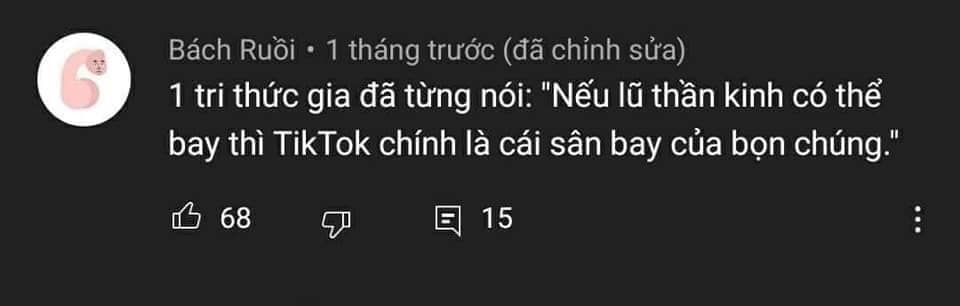 Bách Ruồi • 1 tháng trước (đã chỉnh sửa)
1 tri thức gia đã từng nói: "Nếu lũ thần kinh có thể
bay thì TikTok chính là cái sân bay của bọn chúng."
68 15